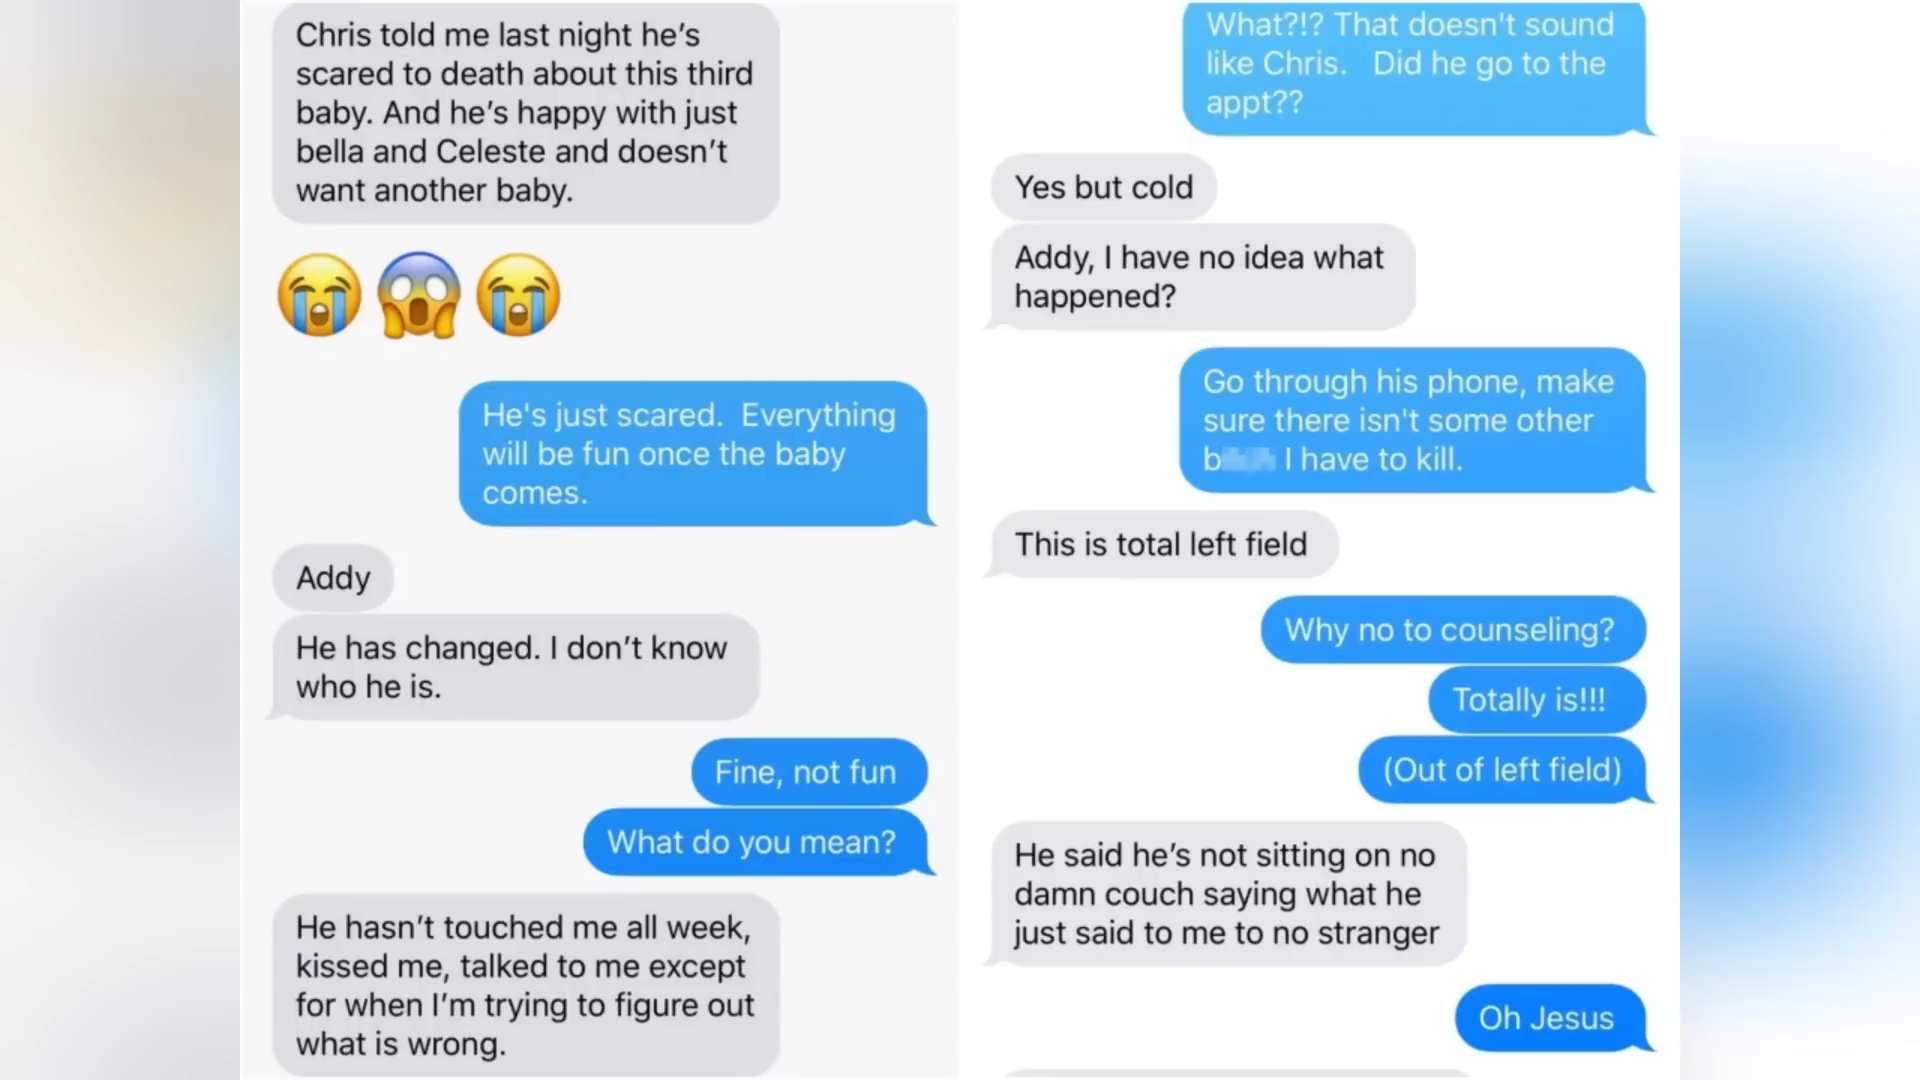 Chris told me last night he's
scared to death about this third
baby. And he's happy with just
bella and Celeste and doesn't
want another baby.
He's just scared.  Everything
will be fun once the baby
comes.
Addy
He has changed. I don't know
who he is.
Fine, not fun
What do you mean?
He hasn't touched me all week,
kissed me, talked to me except
for when I'm trying to figure out
what is wrong.
What?!? That doesn't sound
like Chris.   Did he go to the
appt??
Yes but cold
Addy, I have no idea what
happened?
Go through his phone, make
sure there isn't some other
b I have to kill.
This is total left field
Why no to counseling?
Totally is!!!
(Out of left field)
He said he's not sitting on no
damn couch saying what he
just said to me to no stranger
Oh Jesus